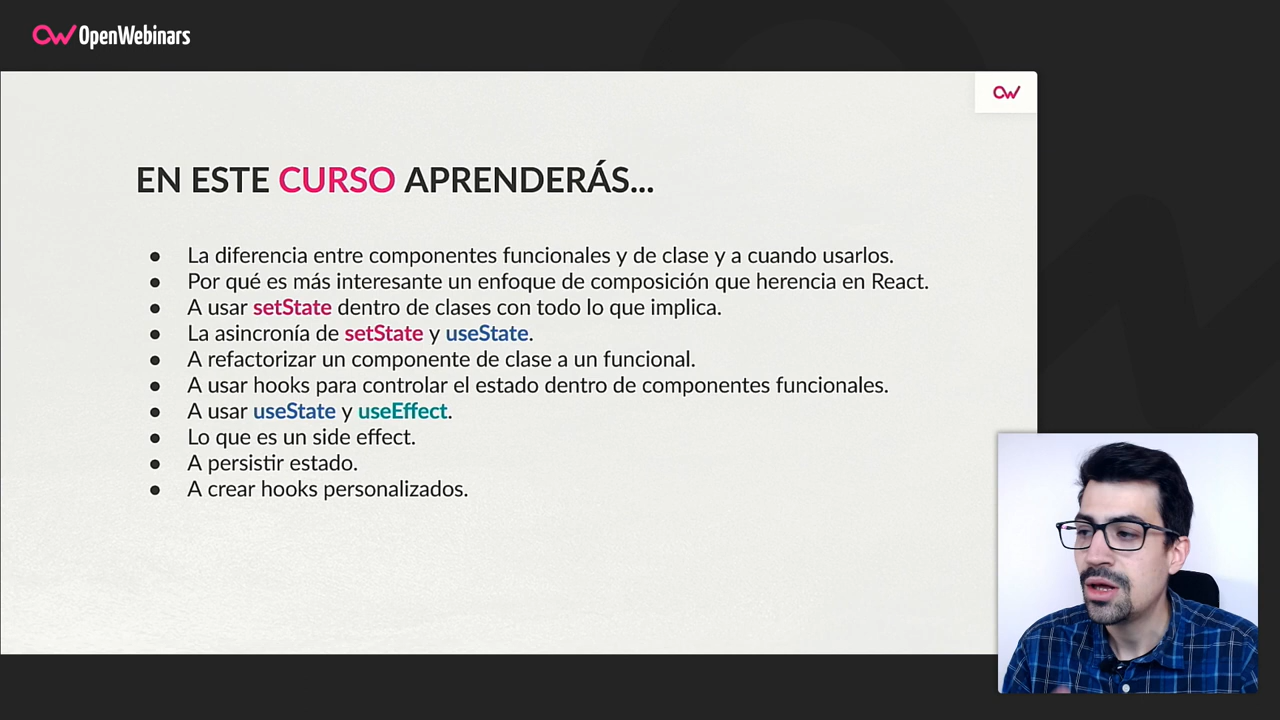 OpenWebinars
EN ESTE CURSO APRENDERÁS...
● La diferencia entre componentes funcionales y de clase y a cuando usarlos.
● Por qué es más interesante un enfoque de composición que herencia en React.
● A usar setState dentro de clases con todo lo que implica.
● La asincronía de setState y useState.
● A refactorizar un componente de clase a un funcional.
● A usar hooks para controlar el estado dentro de componentes funcionales.
● A usar useState y useEffect.
● Lo que es un side effect.
● A persistir estado.
● A crear hooks personalizados.